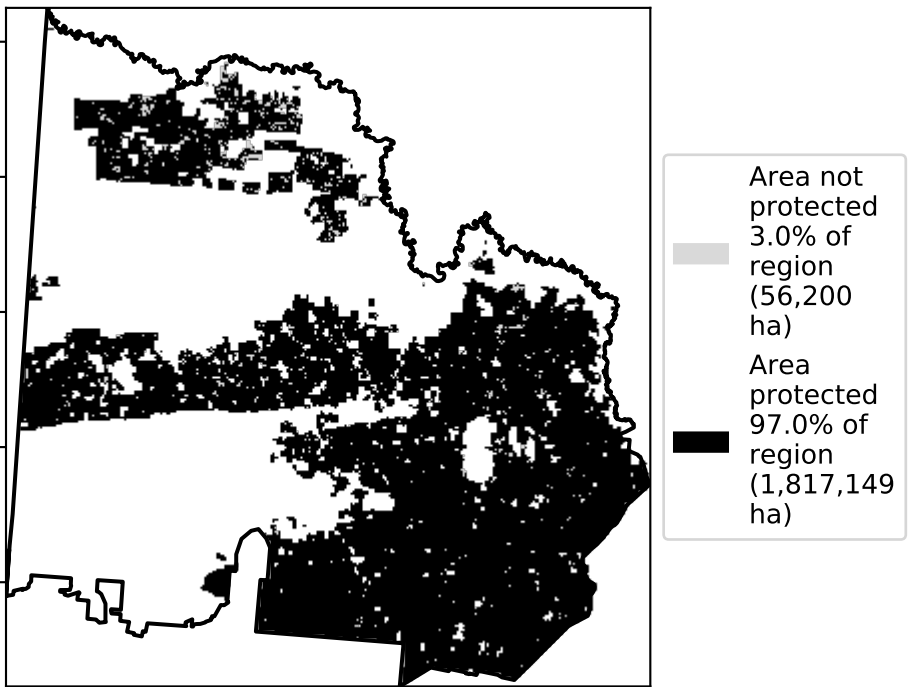 Area not
protected
3.0% of
region
(56,200
ha)
Area
protected
97.0% of
region
(1,817,149
ha)